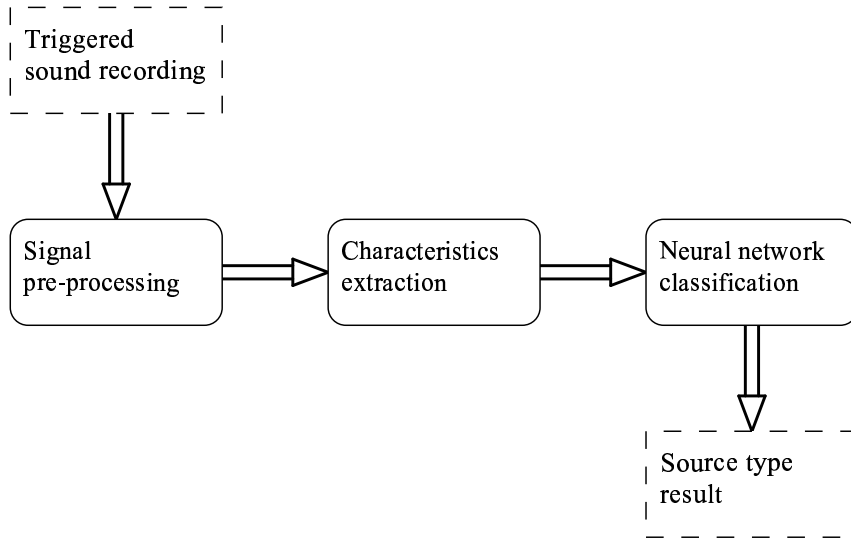 Triggered
sound recording
Signal
pre-processing
Characteristics
extraction
Neural network
classification
Source type
result